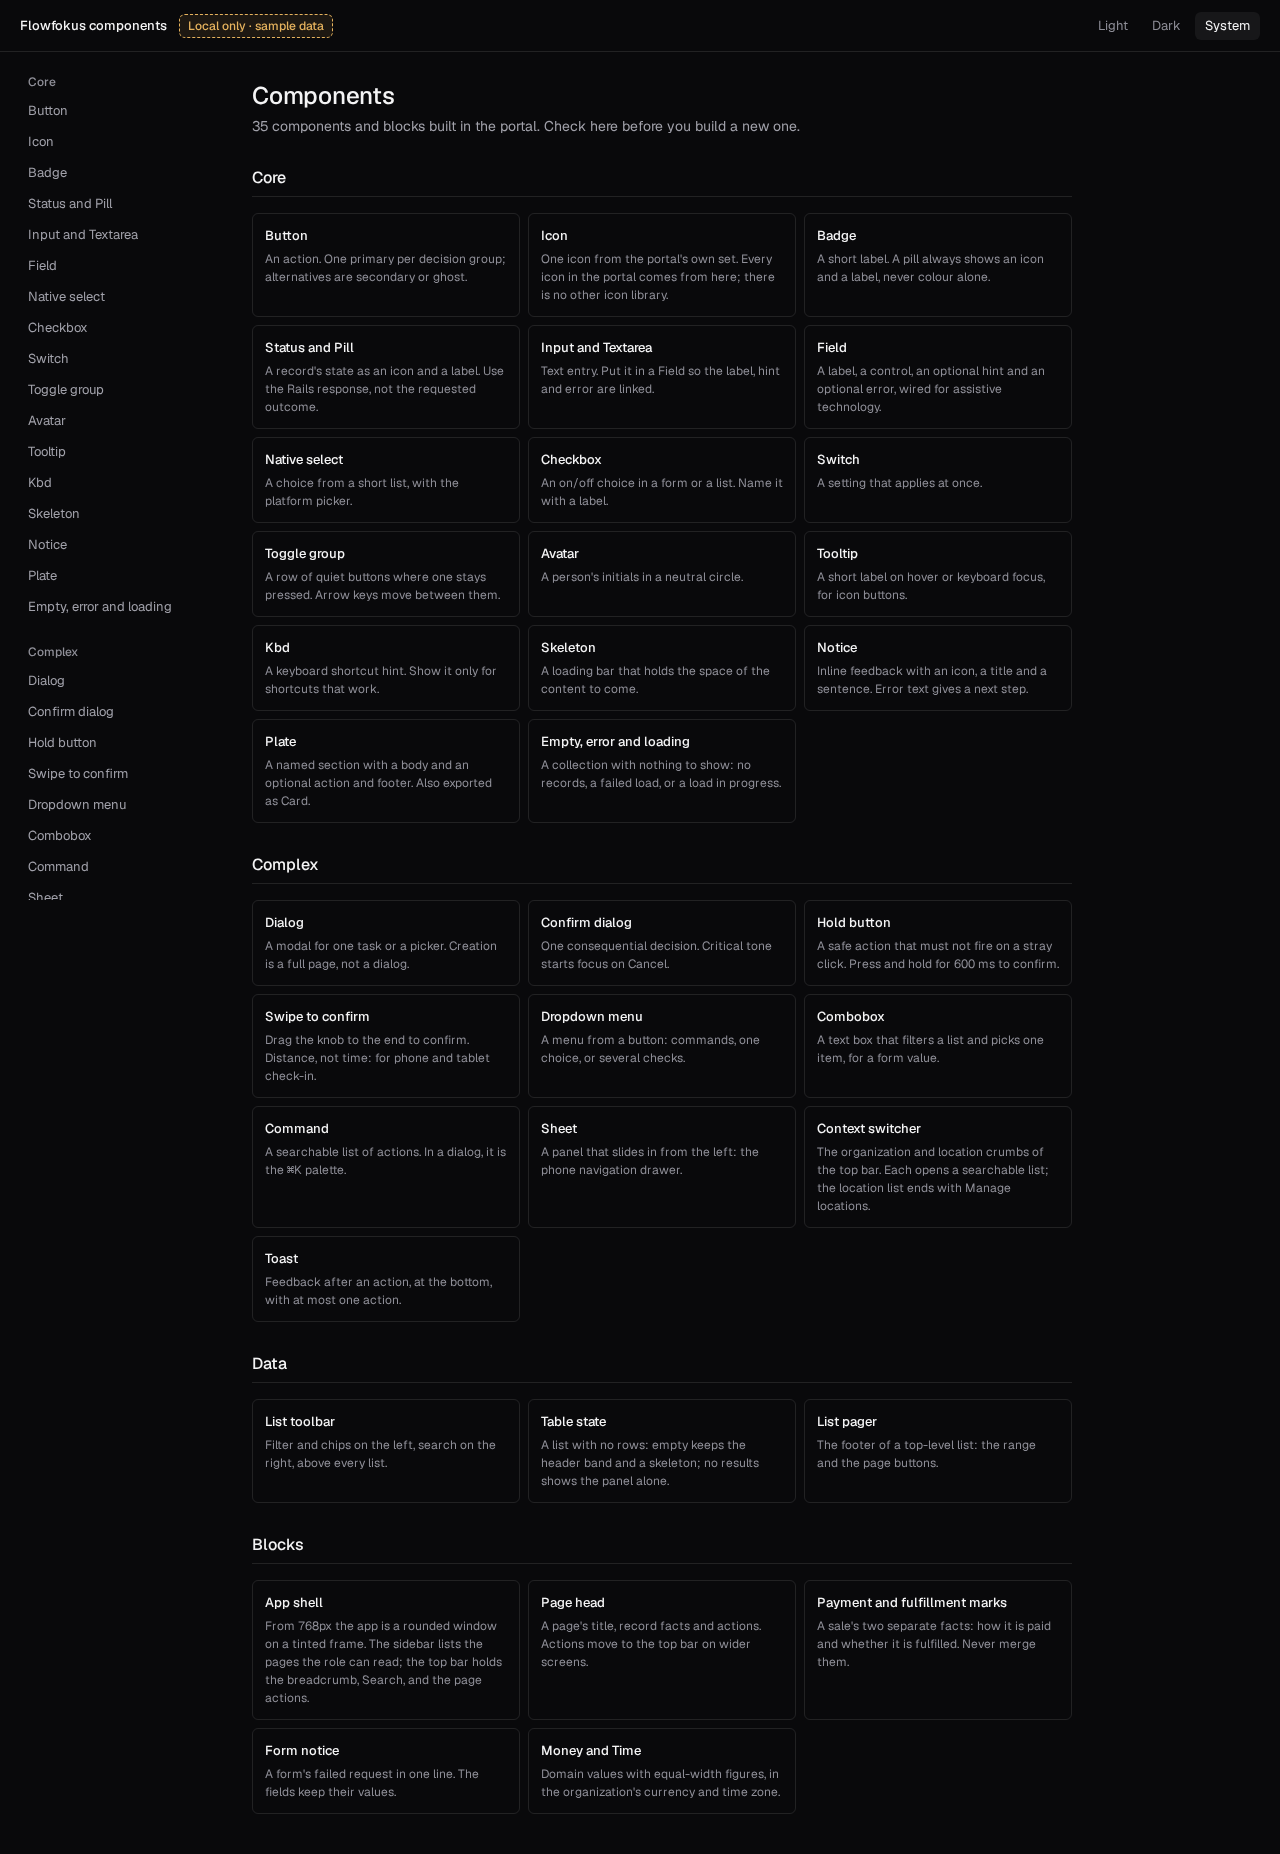 Flowfokus components
Local only · sample data
Light
Dark
System
Core
Button
Icon
Badge
Status and Pill
Input and Textarea
Field
Native select
Checkbox
Switch
Toggle group
Avatar
Tooltip
Kbd
Skeleton
Notice
Plate
Empty, error and loading
Complex
Dialog
Confirm dialog
Hold button
Swipe to confirm
Dropdown menu
Combobox
Command
Sheet
Components
35 components and blocks built in the portal. Check here before you build a new one.
Core
Button
An action. One primary per decision group;
alternatives are secondary or ghost.
Icon
One icon from the portal's own set. Every
icon in the portal comes from here; there
is no other icon library.
Badge
A short label. A pill always shows an icon
and a label, never colour alone.
Status and Pill
A record's state as an icon and a label. Use
the Rails response, not the requested
outcome.
Input and Textarea
Text entry. Put it in a Field so the label, hint
and error are linked.
Field
A label, a control, an optional hint and an
optional error, wired for assistive
technology.
Native select
A choice from a short list, with the
platform picker.
Checkbox
An on/off choice in a form or a list. Name it
with a label.
Switch
A setting that applies at once.
Toggle group
A row of quiet buttons where one stays
pressed. Arrow keys move between them.
Avatar
A person's initials in a neutral circle.
Tooltip
A short label on hover or keyboard focus,
for icon buttons.
Kbd
A keyboard shortcut hint. Show it only for
shortcuts that work.
Skeleton
A loading bar that holds the space of the
content to come.
Notice
Inline feedback with an icon, a title and a
sentence. Error text gives a next step.
Plate
A named section with a body and an
optional action and footer. Also exported
as Card.
Empty, error and loading
A collection with nothing to show: no
records, a failed load, or a load in progress.
Complex
Dialog
A modal for one task or a picker. Creation
is a full page, not a dialog.
Confirm dialog
One consequential decision. Critical tone
starts focus on Cancel.
Hold button
A safe action that must not fire on a stray
click. Press and hold for 600 ms to confirm.
Swipe to confirm
Drag the knob to the end to confirm.
Distance, not time: for phone and tablet
check-in.
Dropdown menu
A menu from a button: commands, one
choice, or several checks.
Combobox
A text box that filters a list and picks one
item, for a form value.
Command
A searchable list of actions. In a dialog, it is
the ⌘K palette.
Sheet
A panel that slides in from the left: the
phone navigation drawer.
Context switcher
The organization and location crumbs of
the top bar. Each opens a searchable list;
the location list ends with Manage
locations.
Toast
Feedback after an action, at the bottom,
with at most one action.
Data
List toolbar
Filter and chips on the left, search on the
right, above every list.
Table state
A list with no rows: empty keeps the
header band and a skeleton; no results
shows the panel alone.
List pager
The footer of a top-level list: the range
and the page buttons.
Blocks
App shell
From 768px the app is a rounded window
on a tinted frame. The sidebar lists the
pages the role can read; the top bar holds
the breadcrumb, Search, and the page
actions.
Page head
A page's title, record facts and actions.
Actions move to the top bar on wider
screens.
Payment and fulfillment marks
A sale's two separate facts: how it is paid
and whether it is fulfilled. Never merge
them.
Form notice
A form's failed request in one line. The
fields keep their values.
Money and Time
Domain values with equal-width figures, in
the organization's currency and time zone.